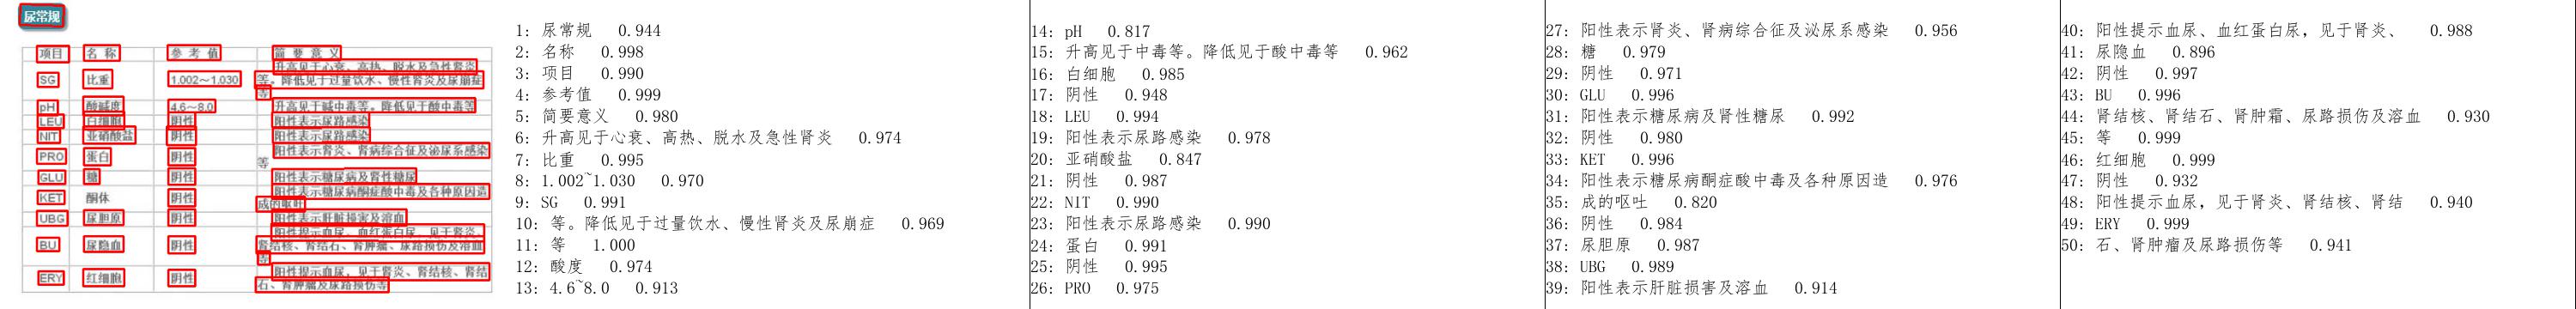 尿常规
项目 名称 参考值 简要意义
SG 比重 1.002～1.030 升高见于心衰、高热、脱水及急性肾炎
等。降低见于过量饮水、慢性肾炎及尿崩症
等
pH 酸碱度 4.6～8.0 升高见于碱中毒等。降低见于酸中毒等
LEU 白细胞 阴性 阳性表示尿路感染
NIT 亚硝酸盐 阴性 阳性表示尿路感染
PRO 蛋白 阴性 阳性表示肾炎、肾病综合征及泌尿系感染
等
GLU 糖 阴性 阳性表示糖尿病及肾性糖尿
KET 酮体 阴性 阳性表示糖尿病酮症酸中毒及各种原因造
成的呕吐
UBG 尿胆原 阴性 阳性表示肝脏损害及溶血
BU 尿隐血 阴性 阳性提示血尿、血红蛋白尿，见于肾炎、
肾结核、肾结石、肾肿瘤、尿路损伤及溶血
等
ERY 红细胞 阴性 阳性提示血尿，见于肾炎、肾结核、肾结
石、肾肿瘤及尿路损伤等
1: 尿常规 0.944
2: 名称 0.998
3: 项目 0.990
4: 参考值 0.999
5: 简要意义 0.980
6: 升高见于心衰、高热、脱水及急性肾炎 0.974
7: 比重 0.995
8: 1.002~1.030 0.970
9: SG 0.991
10: 等。降低见于过量饮水、慢性肾炎及尿崩症 0.969
11: 等 1.000
12: 酸度 0.974
13: 4.6~8.0 0.913
14: pH 0.817
15: 升高见于中毒等。降低见于酸中毒等 0.962
16: 白细胞 0.985
17: 阴性 0.948
18: LEU 0.994
19: 阳性表示尿路感染 0.978
20: 亚硝酸盐 0.847
21: 阴性 0.987
22: NIT 0.990
23: 阳性表示尿路感染 0.990
24: 蛋白 0.991
25: 阴性 0.995
26: PRO 0.975
27: 阳性表示肾炎、肾病综合征及泌尿系感染 0.956
28: 糖 0.979
29: 阴性 0.971
30: GLU 0.996
31: 阳性表示糖尿病及肾性糖尿 0.992
32: 阴性 0.980
33: KET 0.996
34: 阳性表示糖尿病酮症酸中毒及各种原因造 0.976
35: 成的呕吐 0.820
36: 阴性 0.984
37: 尿胆原 0.987
38: UBG 0.989
39: 阳性表示肝脏损害及溶血 0.914
40: 阳性提示血尿、血红蛋白尿，见于肾炎、 0.988
41: 尿隐血 0.896
42: 阴性 0.997
43: BU 0.996
44: 肾结核、肾结石、肾肿霜、尿路损伤及溶血 0.930
45: 等 0.999
46: 红细胞 0.999
47: 阴性 0.932
48: 阳性提示血尿，见于肾炎、肾结核、肾结 0.940
49: ERY 0.999
50: 石、肾肿瘤及尿路损伤等 0.941